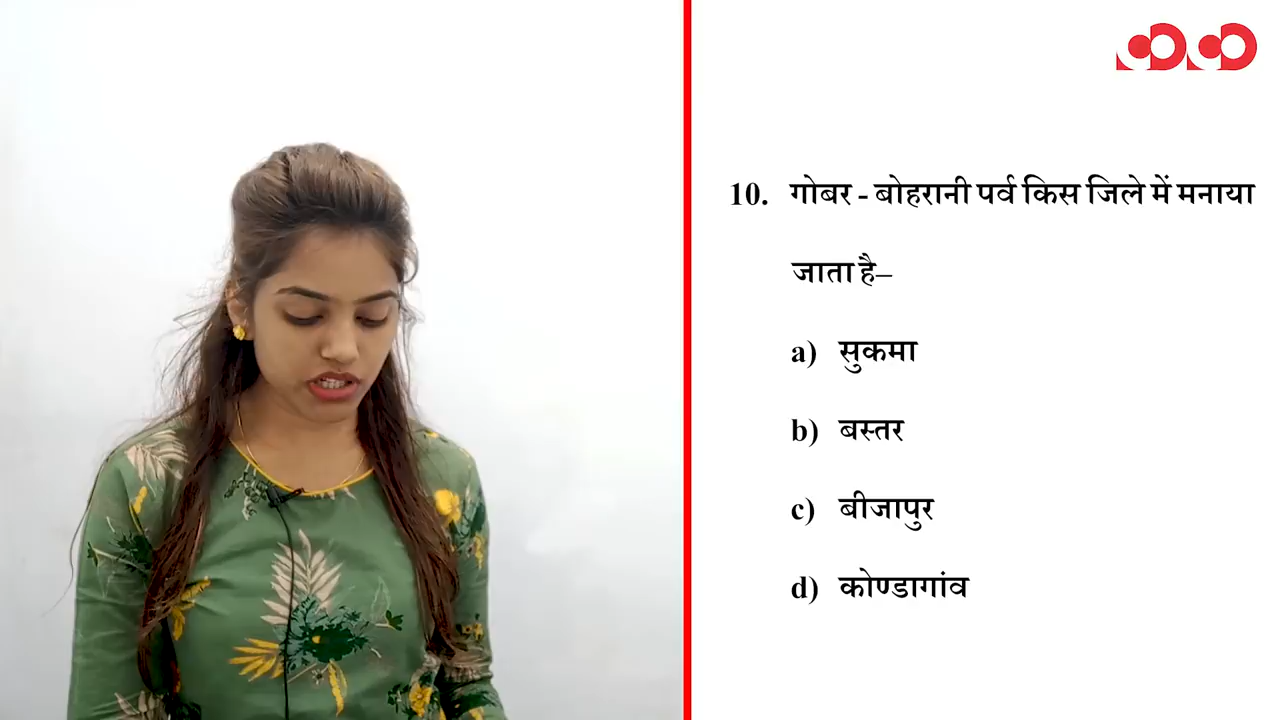 10. गोबर - बोहरानी पर्व किस जिले में मनाया
जाता है–
a) सुकमा
b) बस्तर
c) बीजापुर
d) कोण्डागांव